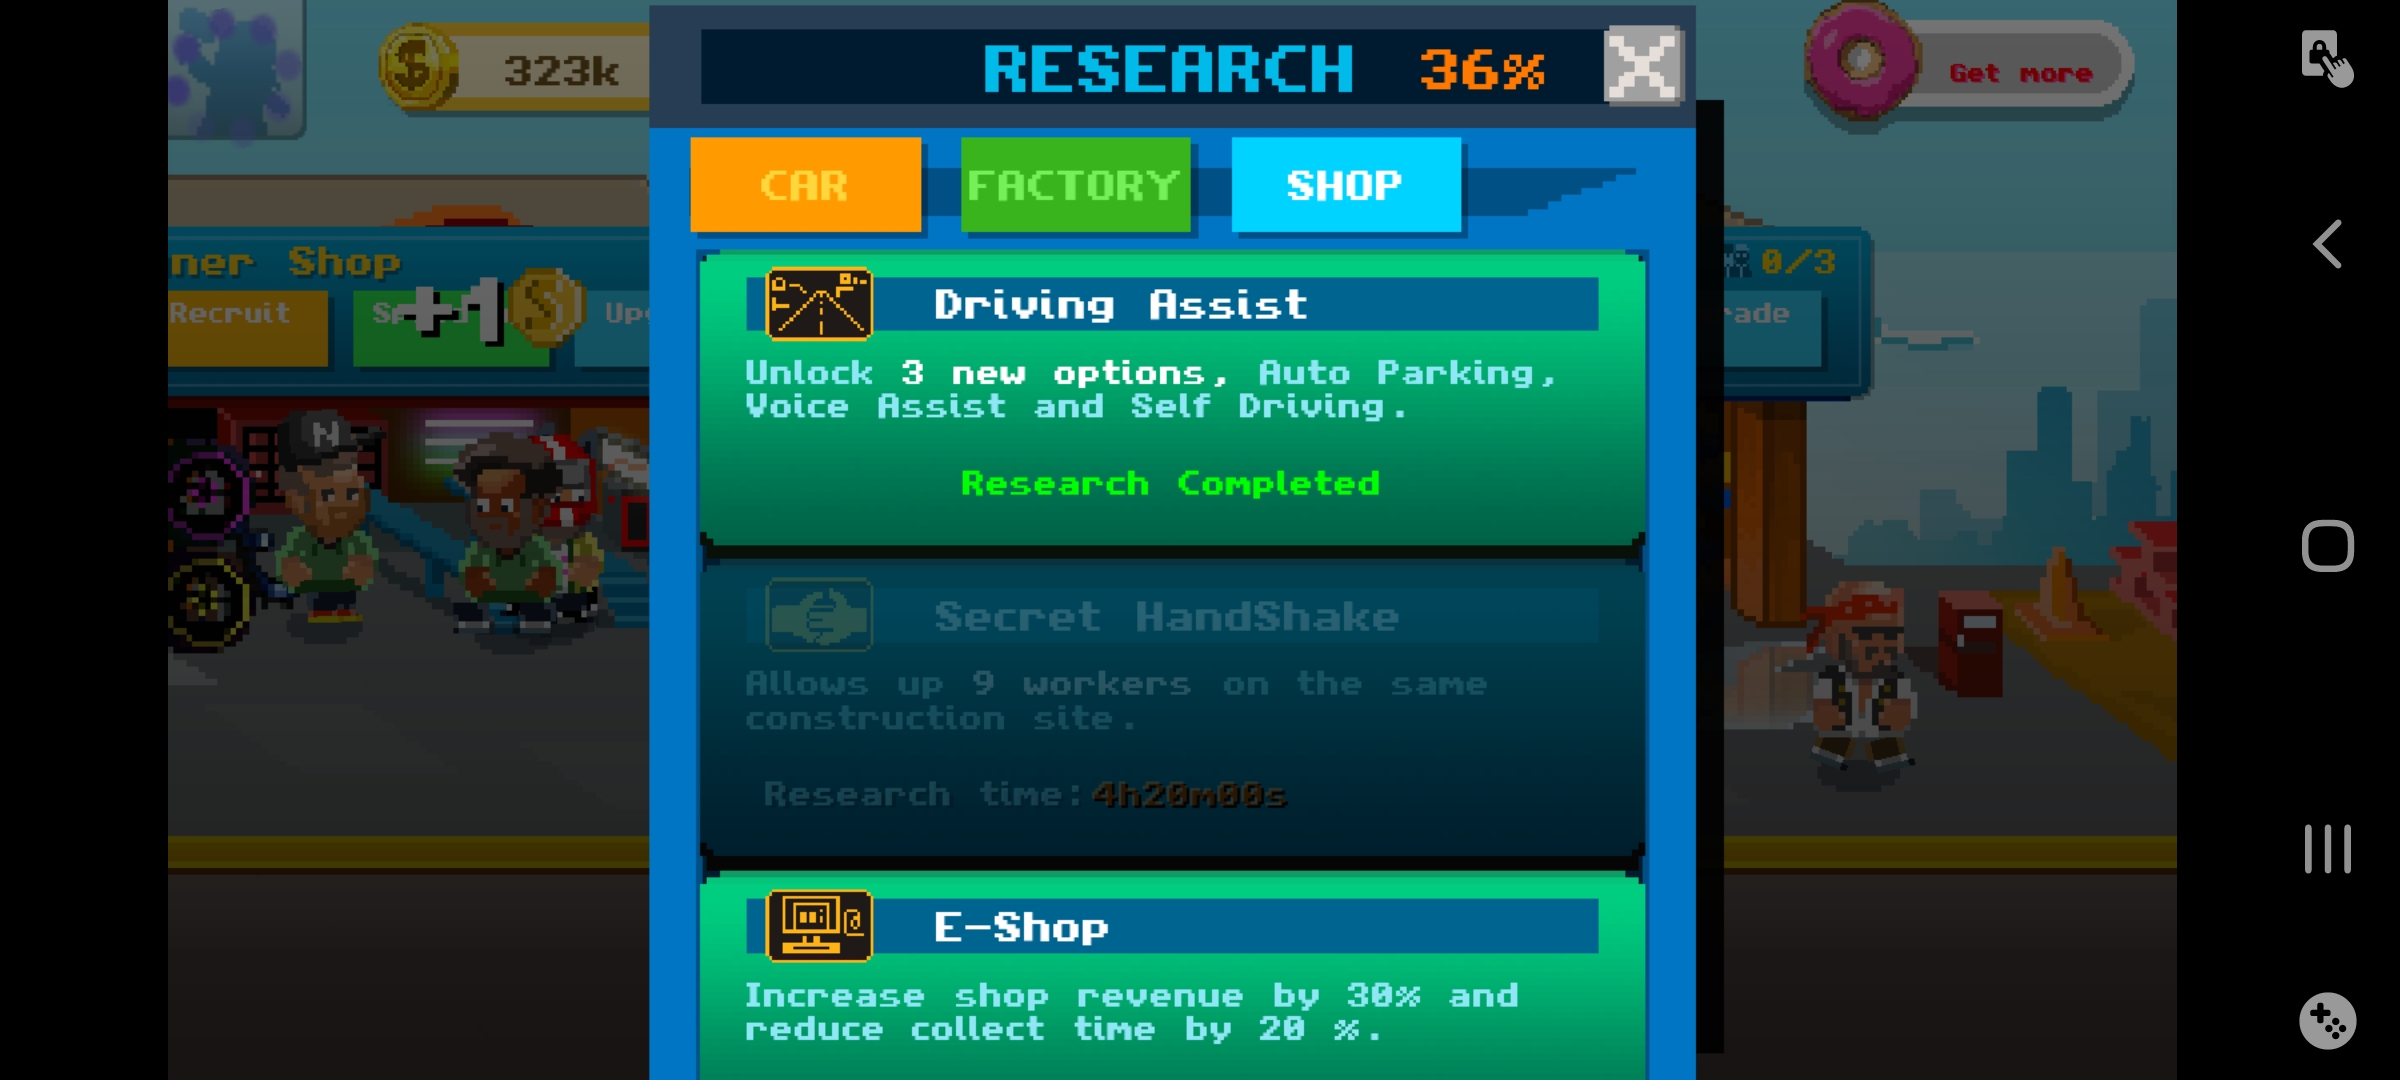 323k
RESEARCH 36%
Get more
CAR
FACTORY
SHOP
ner Shop
Recruit
+1
0/3
rade
Driving Assist
Unlock 3 new options, Auto Parking,
Voice Assist and Self Driving.
Research Completed
N
Secret HandShake
Allows up 9 workers on the same
construction site.
Research time:4h20m00s
E-Shop
Increase shop revenue by 30% and
reduce collect time by 20 %.